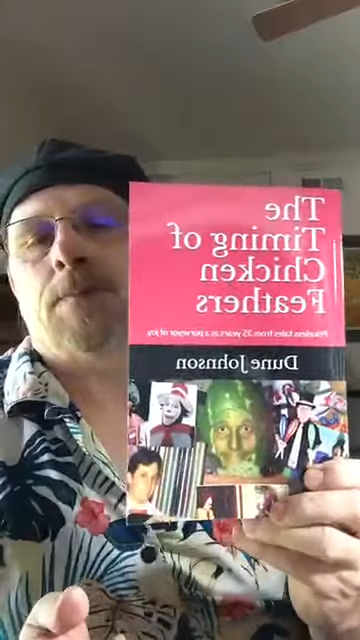 The
Timing of
Chicken
Feathers
Priceless tales from 35 years as a purveyor of joy
Dune Johnson